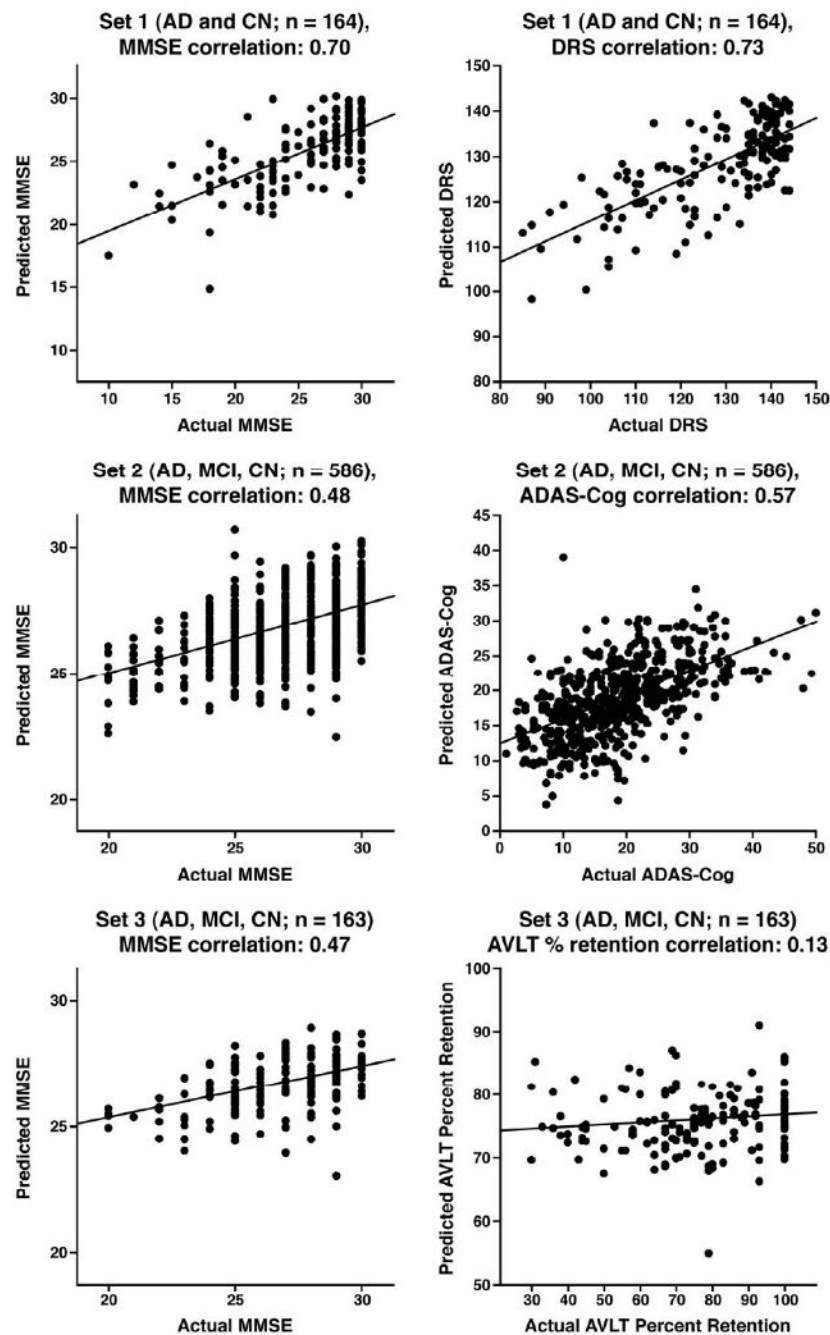 Set 1 (AD and CN; n = 164),
MMSE correlation: 0.70
30
25
20
15
10
Predicted MMSE
10 15 20 25 30
Actual MMSE
Set 1 (AD and CN; n = 164),
DRS correlation: 0.73
150
140
130
120
110
100
90
80
Predicted DRS
80 90 100 110 120 130 140 150
Actual DRS
Set 2 (AD, MCI, CN; n = 586),
MMSE correlation: 0.48
30
25
20
Predicted MMSE
20 25 30
Actual MMSE
Set 2 (AD, MCI, CN; n = 586),
ADAS-Cog correlation: 0.57
45
40
35
30
25
20
15
10
5
0
Predicted ADAS-Cog
0 10 20 30 40 50
Actual ADAS-Cog
Set 3 (AD, MCI, CN; n = 163)
MMSE correlation: 0.47
30
25
20
Predicted MMSE
20 25 30
Actual MMSE
Set 3 (AD, MCI, CN; n = 163)
AVLT % retention correlation: 0.13
100
90
80
70
60
50
Predicted AVLT Percent Retention
30 40 50 60 70 80 90 100
Actual AVLT Percent Retention